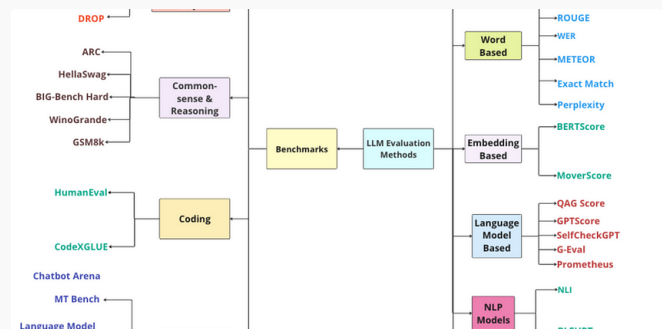 DROP
ARC
HellaSwag
BIG-Bench Hard
WinoGrande
GSM8k
Common-
sense &
Reasoning
HumanEval
CodeXGLUE
Coding
Chatbot Arena
MT Bench
Language Model
Benchmarks
LLM Evaluation
Methods
Word
Based
ROUGE
WER
METEOR
Exact Match
Perplexity
Embedding
Based
BERTScore
MoverScore
Language
Model
Based
QAG Score
GPTScore
SelfCheckGPT
G-Eval
Prometheus
NLP
Models
NLI